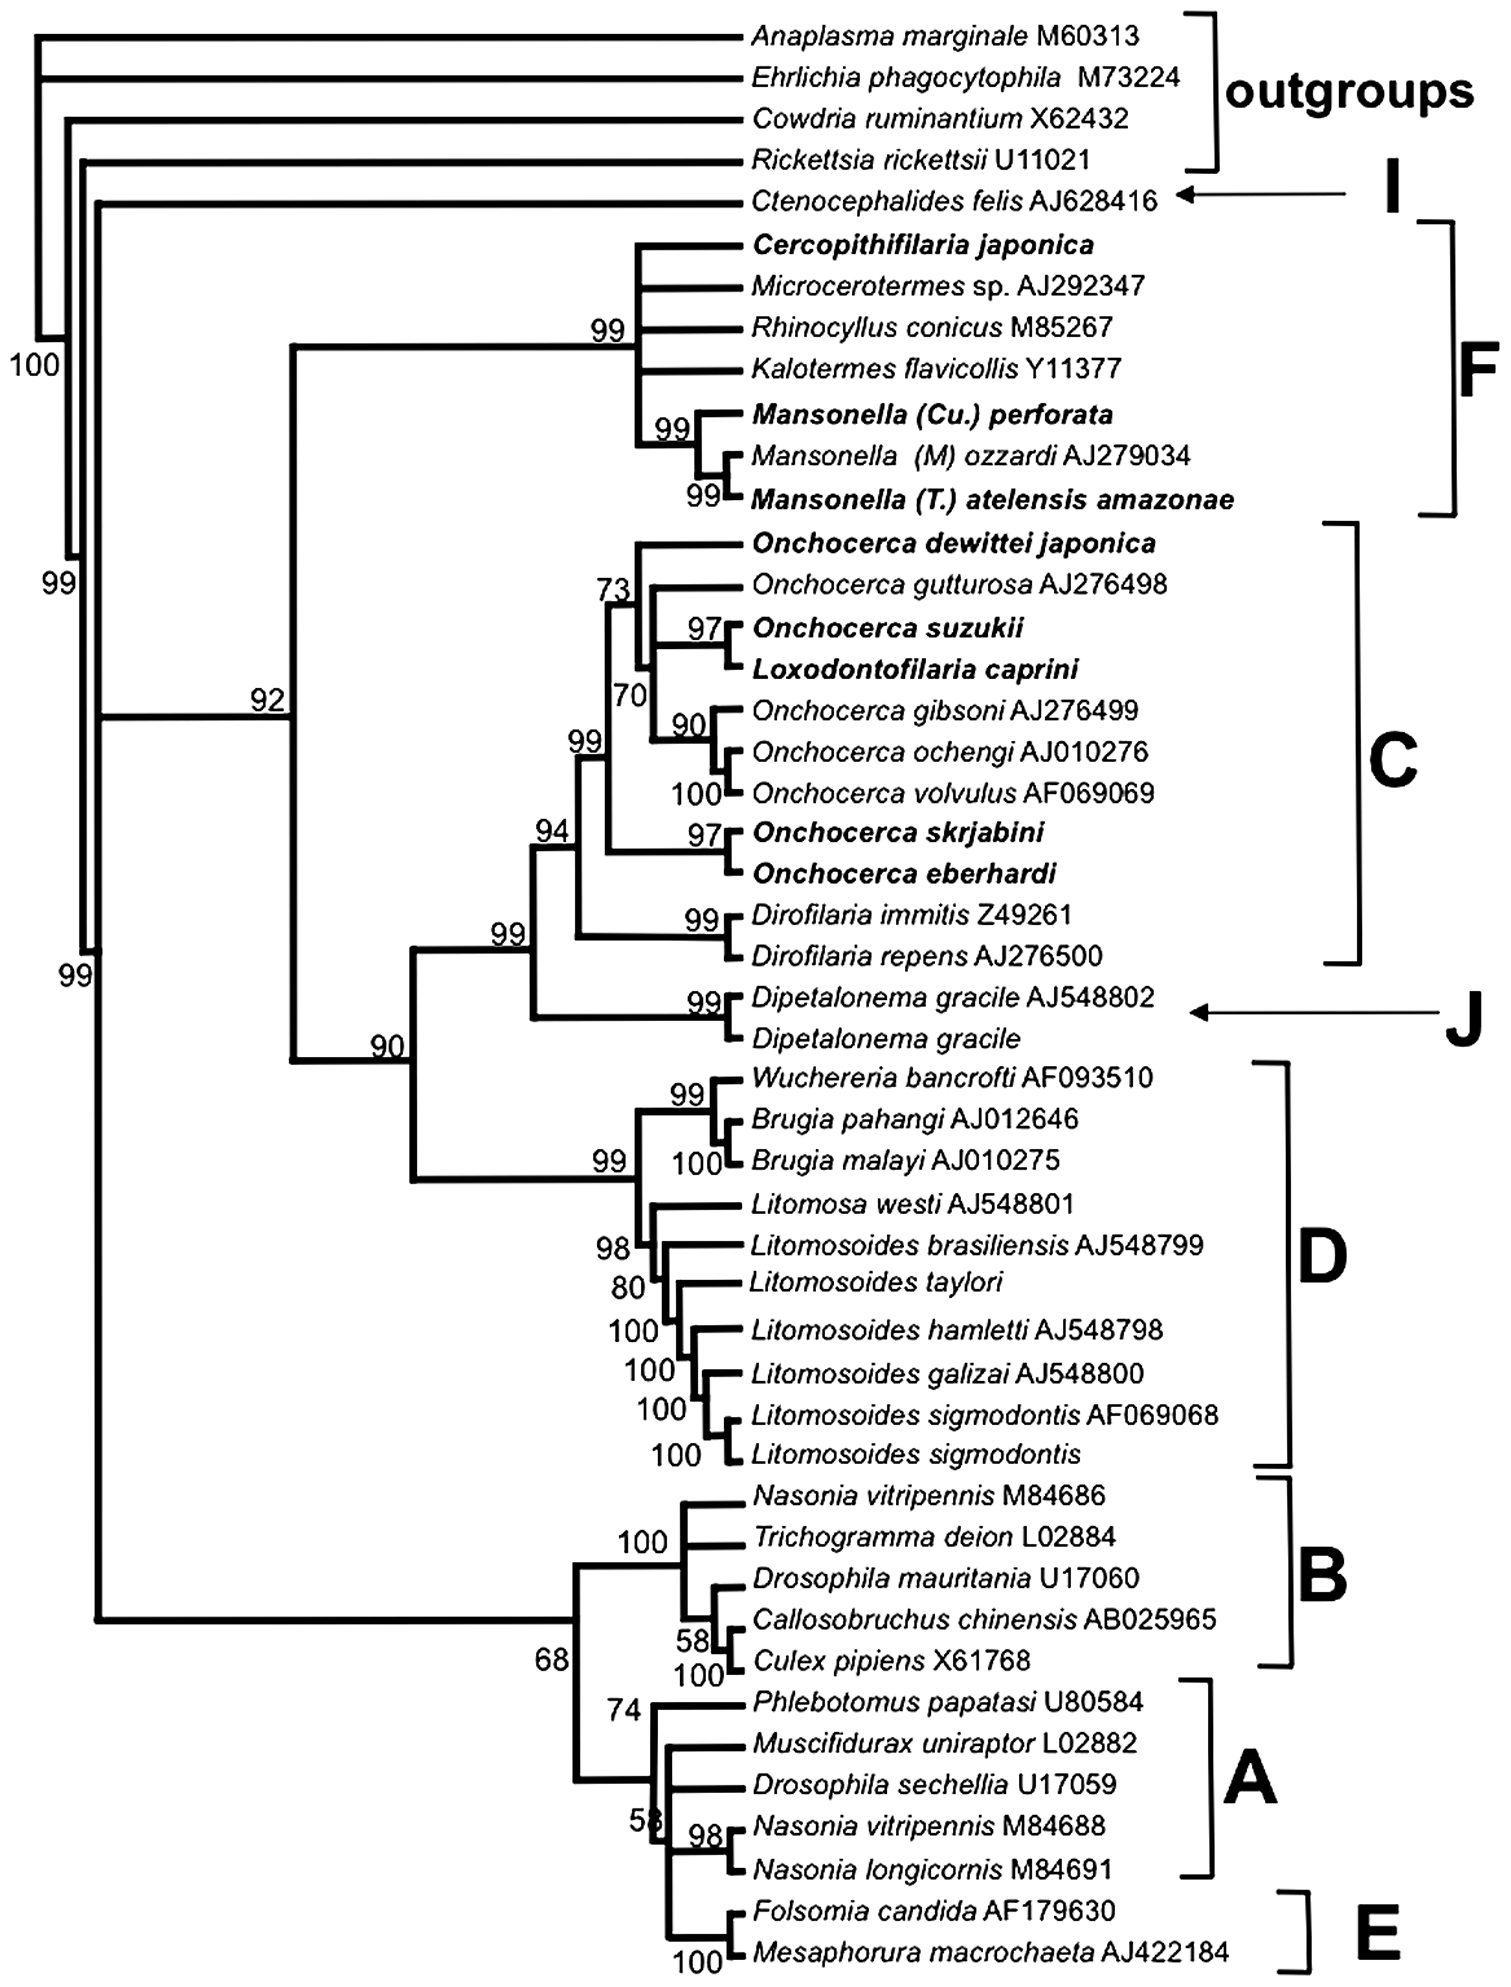 Anaplasma marginale M60313
Ehrlichia phagocytophila M73224
outgroups
Cowdria ruminantium X62432
Rickettsia rickettsii U11021
I
Ctenocephalides felis AJ628416
Cercopithifilaria japonica
Microcerotermes sp. AJ292347
99
Rhinocyllus conicus M85267
100
Kalotermes flavicollis Y11377
F
Mansonella (Cu.) perforata
99
Mansonella (M) ozzardi AJ279034
99
Mansonella (T.) atelensis amazonae
Onchocerca dewittei japonica
99
73
Onchocerca gutturosa AJ276498
97
Onchocerca suzukii
Loxodontofilaria caprini
92
70
Onchocerca gibsoni AJ276499
90
99
Onchocerca ochengi AJ010276
C
100
Onchocerca volvulus AF069069
94
97
Onchocerca skrjabini
Onchocerca eberhardi
99
99
Dirofilaria immitis Z49261
Dirofilaria repens AJ276500
99
99
Dipetalonema gracile AJ548802
J
90
Dipetalonema gracile
Wuchereria bancrofti AF093510
99
Brugia pahangi AJ012646
99
100
Brugia malayi AJ010275
Litomosa westi AJ548801
98
Litomosoides brasiliensis AJ548799
D
80
Litomosoides taylori
100
Litomosoides hamletti AJ548798
100
Litomosoides galizai AJ548800
100
Litomosoides sigmodontis AF069068
100
Litomosoides sigmodontis
Nasonia vitripennis M84686
100
Trichogramma deion L02884
Drosophila mauritania U17060
B
Callosobruchus chinensis AB025965
58
68
100
Culex pipiens X61768
74
Phlebotomus papatasi U80584
Muscifidurax uniraptor L02882
Drosophila sechellia U17059
A
58
98
Nasonia vitripennis M84688
Nasonia longicornis M84691
Folsomia candida AF179630
E
100
Mesaphorura macrochaeta AJ422184